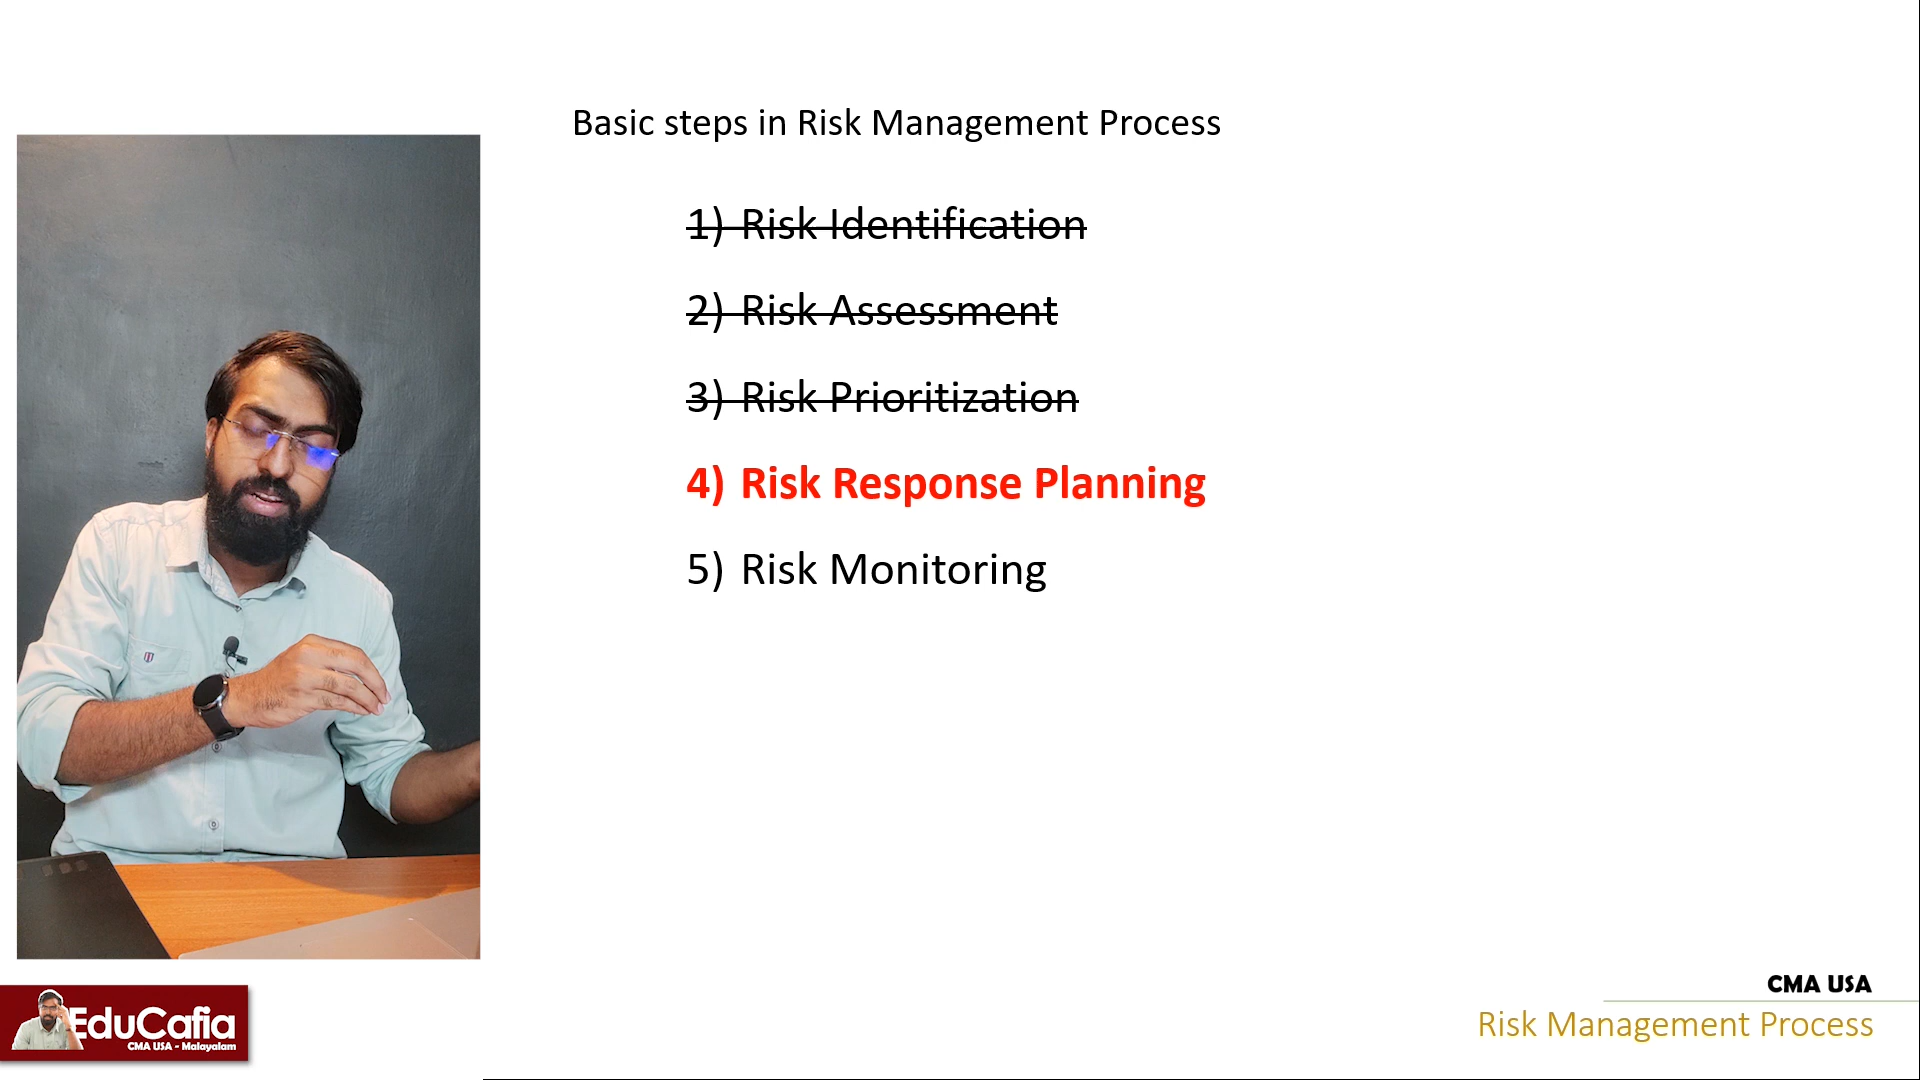 Basic steps in Risk Management Process
1) Risk Identification
2) Risk Assessment
3) Risk Prioritization
4) Risk Response Planning
5) Risk Monitoring
EduCafia
CMA USA - Malayalam
CMA USA
Risk Management Process